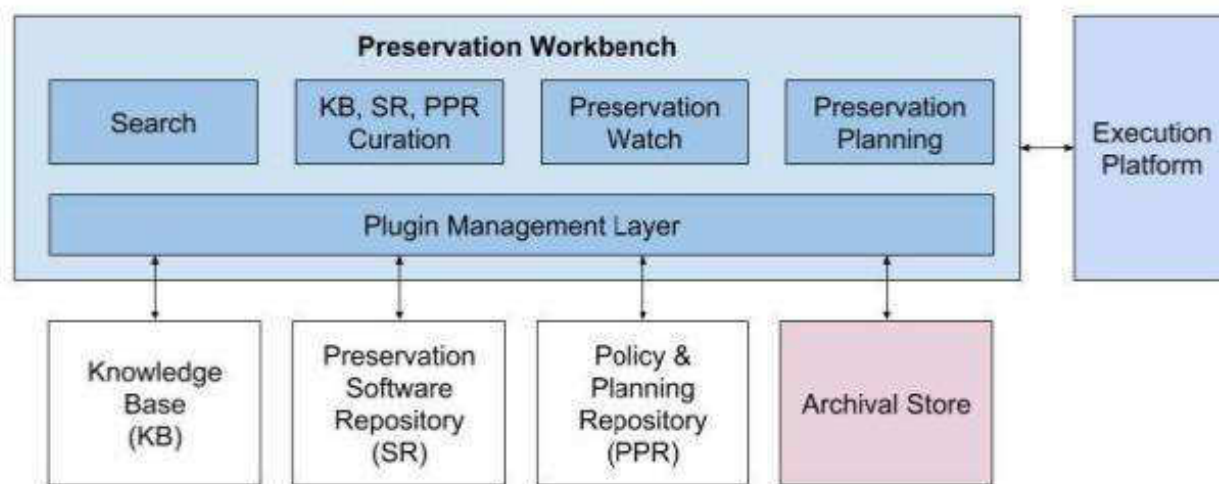 Preservation Workbench
Search
KB, SR, PPR
Curation
Preservation
Watch
Preservation
Planning
Execution
Platform
Plugin Management Layer
Knowledge
Base
(KB)
Preservation
Software
Repository
(SR)
Policy &
Planning
Repository
(PPR)
Archival Store